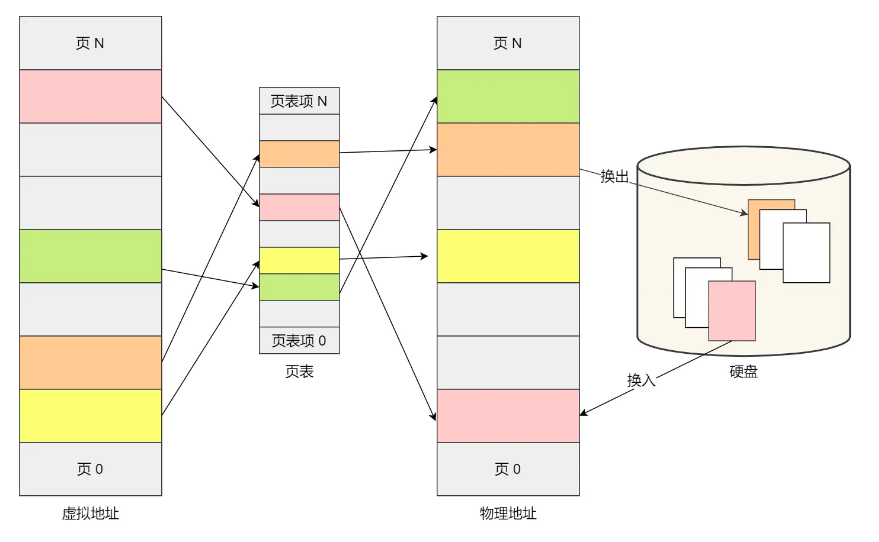 页 N
页 0
虚拟地址
页表项 N
页表项 0
页表
页 N
页 0
物理地址
换出
换入
硬盘